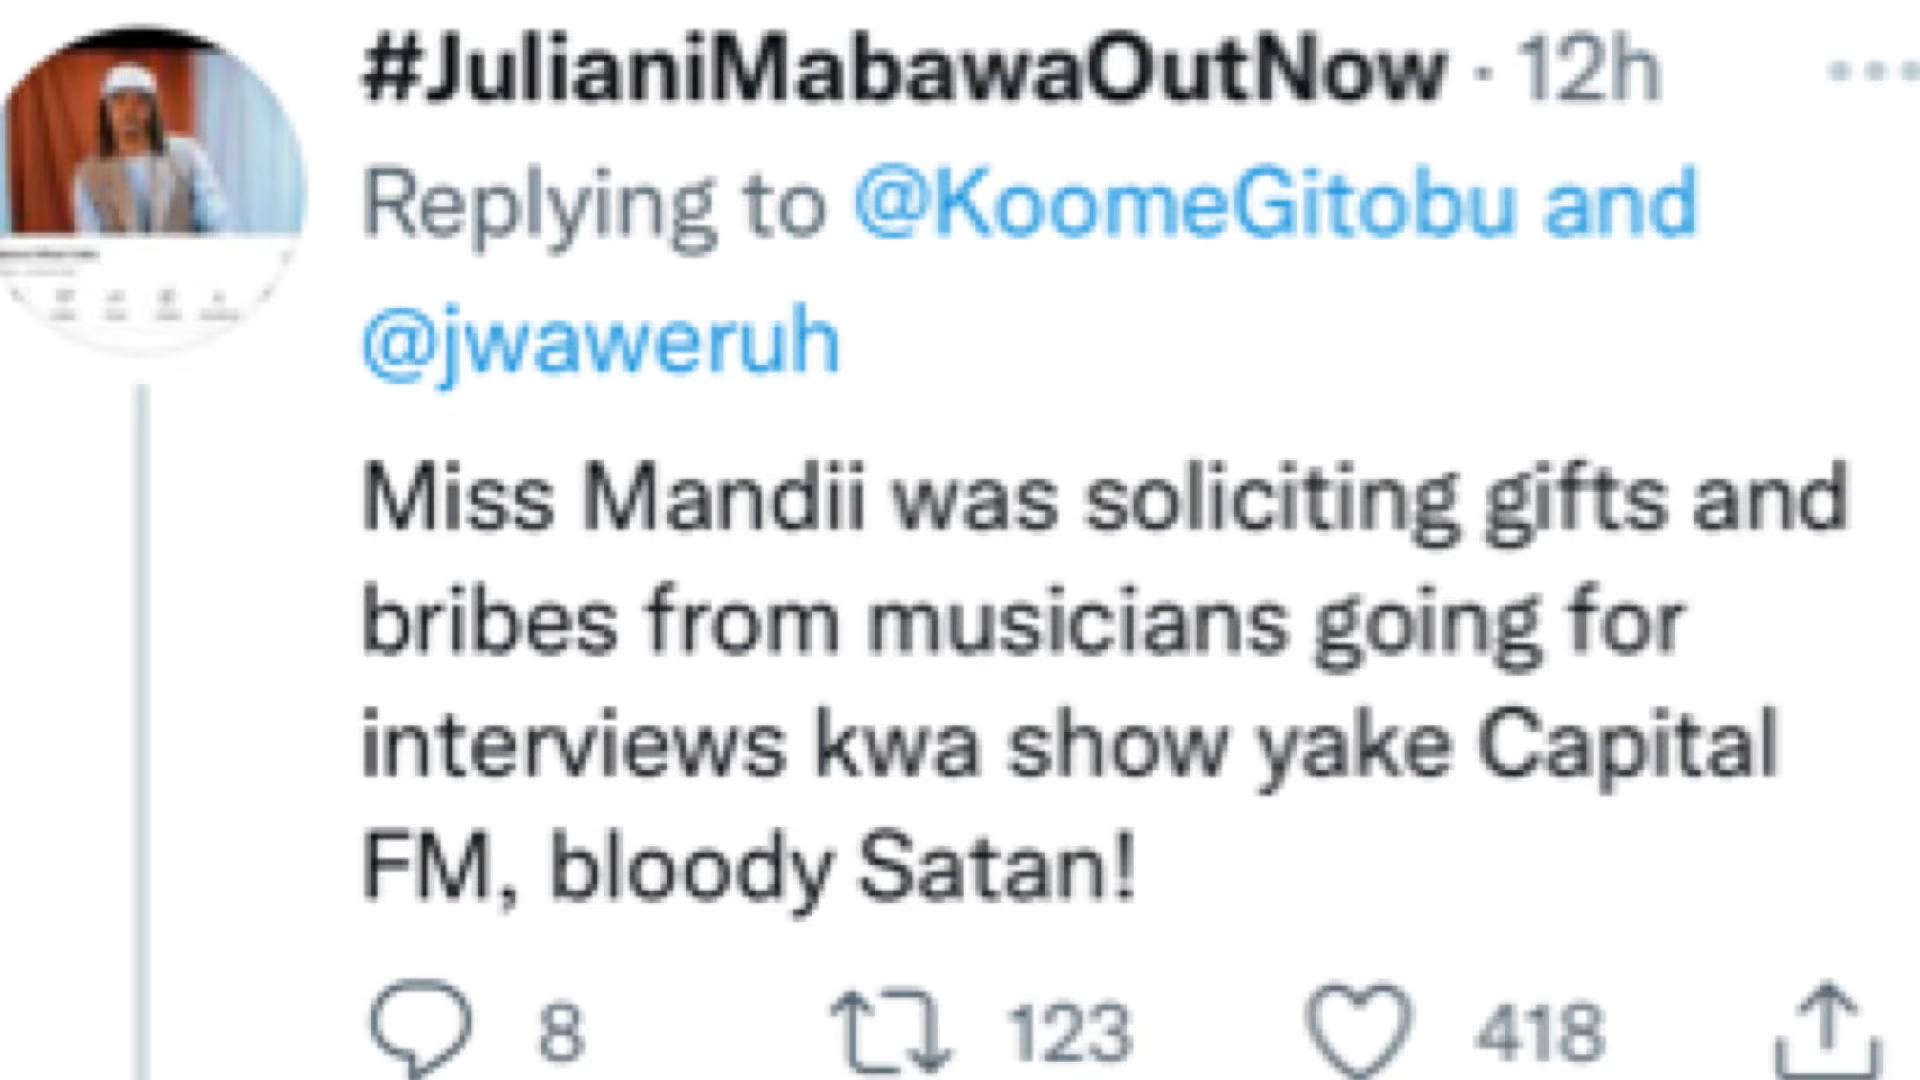 #JulianiMabawaOutNow · 12h
Replying to @KoomeGitobu and
@jwaweruh
Miss Mandii was soliciting gifts and
bribes from musicians going for
interviews kwa show yake Capital
FM, bloody Satan!
8 123 418